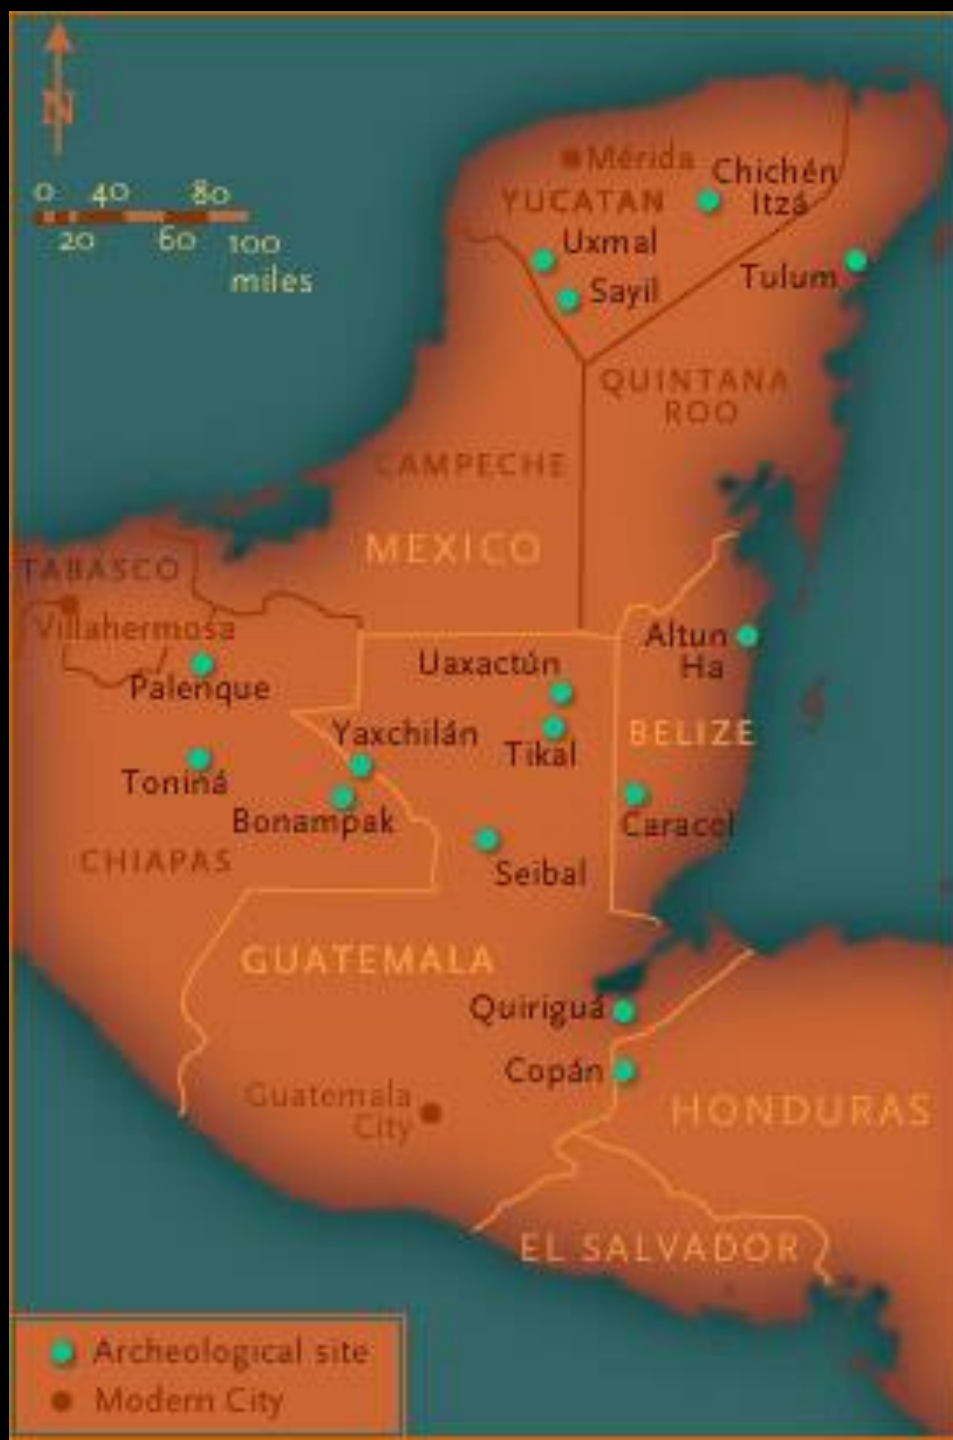 N
0 40 80
20 60 100
miles
Mérida
Chichén
Itzá
YUCATAN
Uxmal
Sayil
Tulum
QUINTANA
ROO
CAMPECHE
MEXICO
TABASCO
Villahermosa
Palenque
Uaxactún
Altun
Ha
Yaxchilán
Tikal
BELIZE
Toniná
Bonampak
Caracol
CHIAPAS
Seibal
GUATEMALA
Quiriguá
Copán
Guatemala
City
HONDURAS
EL SALVADOR
Archeological site
Modern City